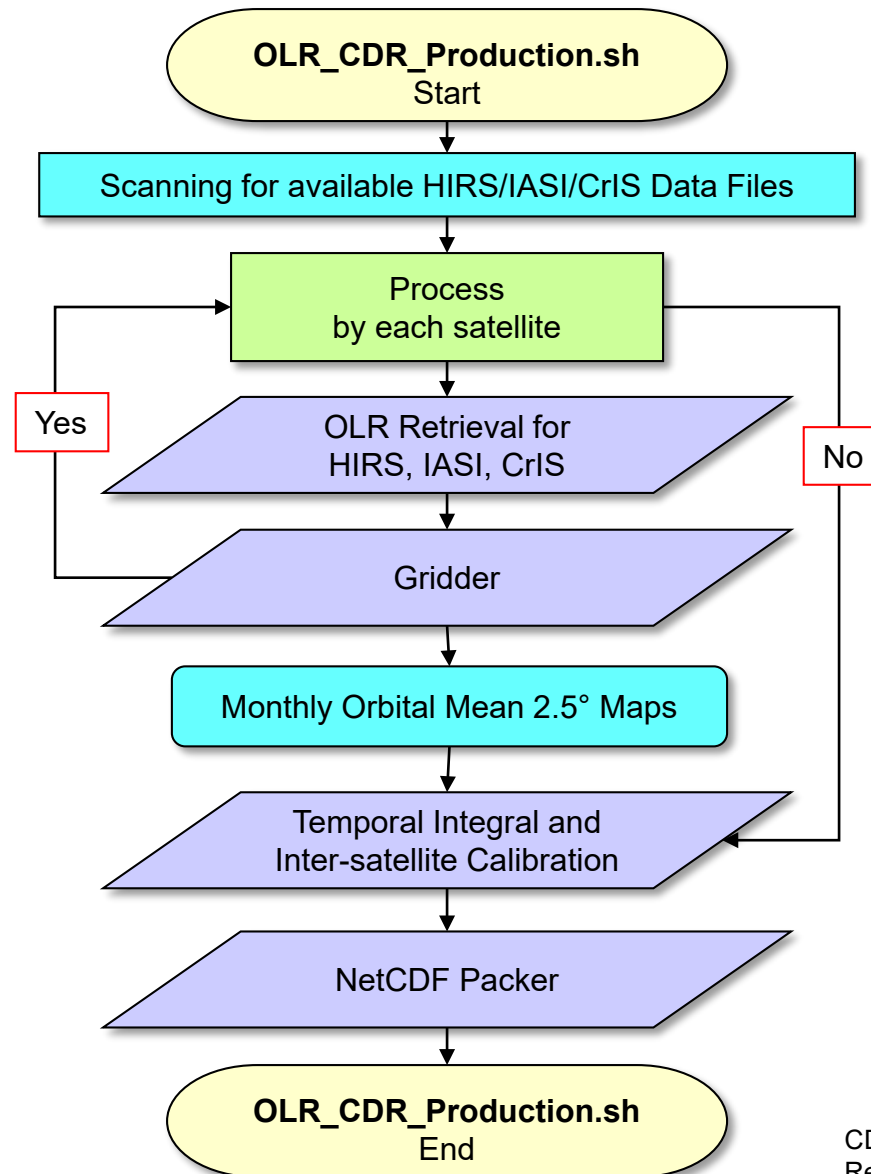 OLR_CDR_Production.sh
Start
Scanning for available HIRS/IASI/CrIS Data Files
Process
by each satellite
Yes
OLR Retrieval for
HIRS, IASI, CrIS
No
Gridder
Monthly Orbital Mean 2.5° Maps
Temporal Integral and
Inter-satellite Calibration
NetCDF Packer
OLR_CDR_Production.sh
End